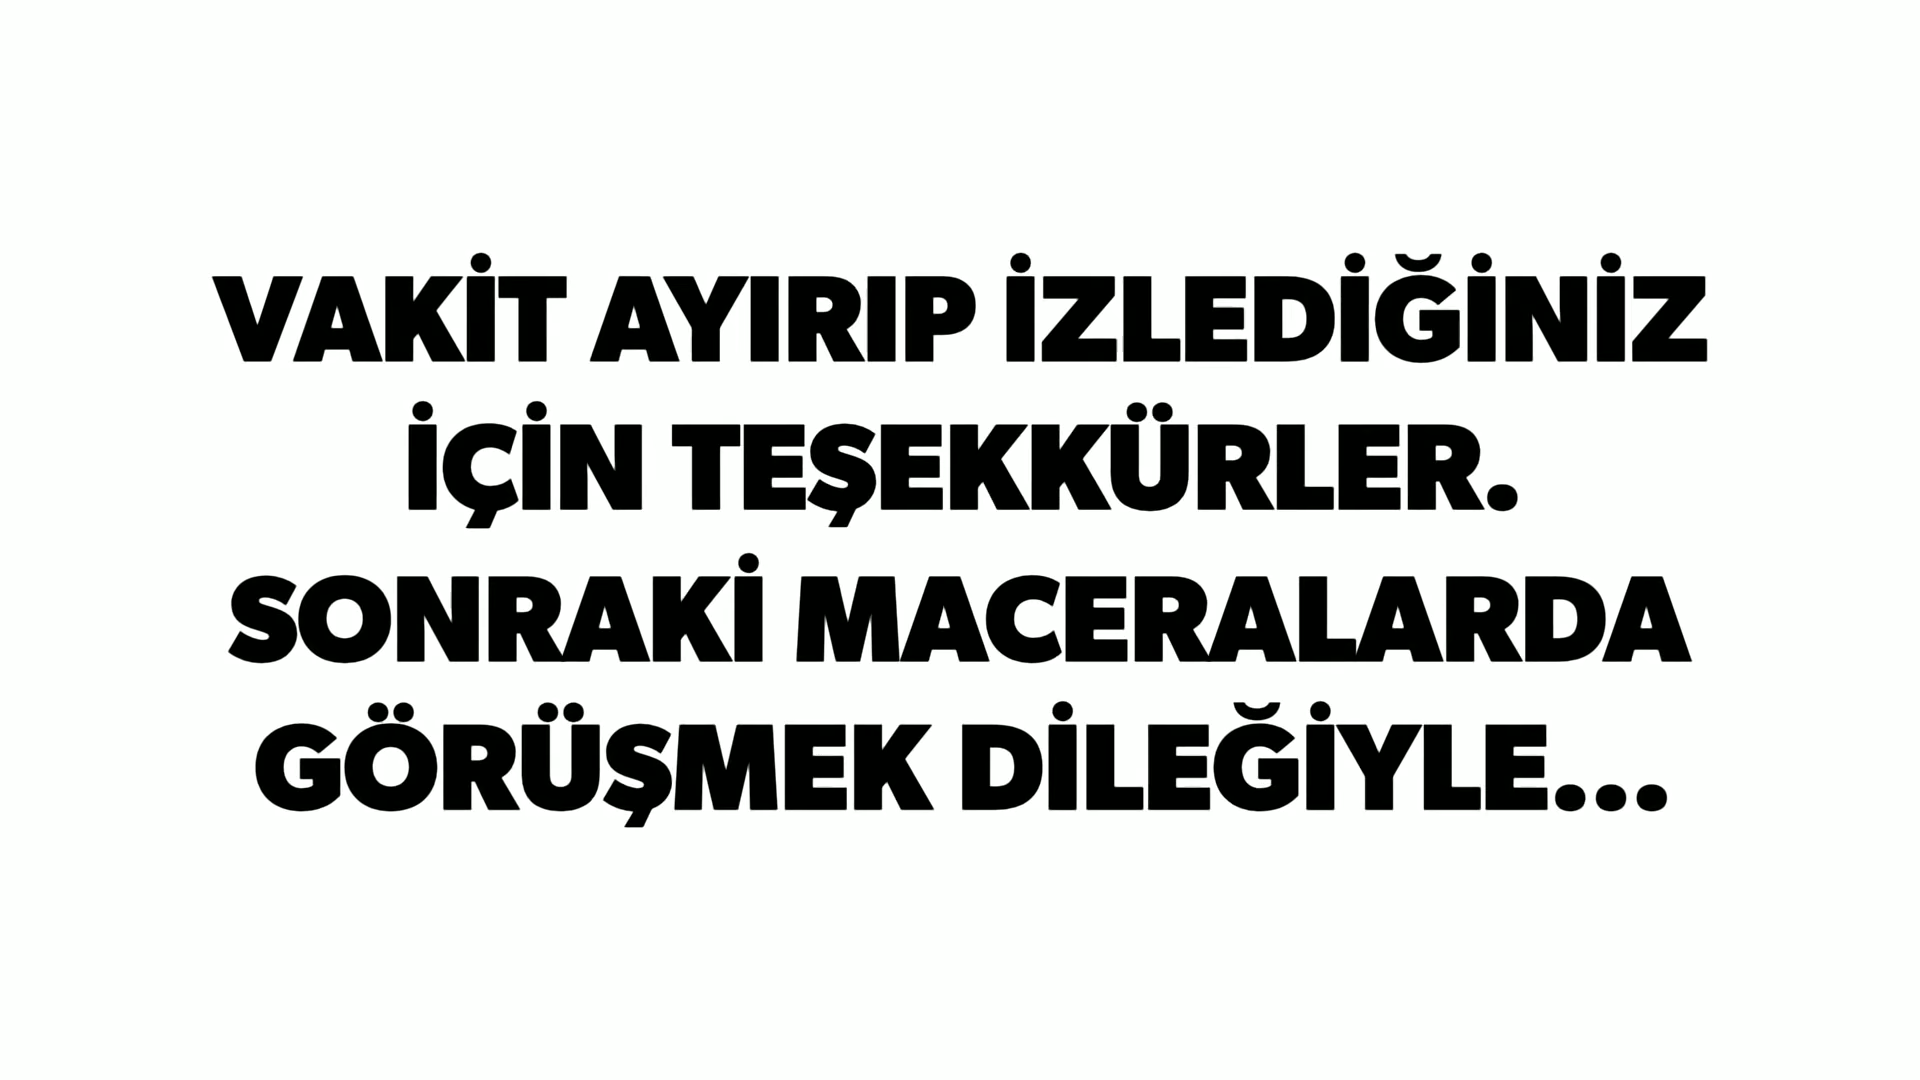 VAKİT AYIRIP İZLEDİĞİNİZ
İÇİN TEŞEKKÜRLER.
SONRAKİ MACERALARDA
GÖRÜŞMEK DİLEĞİYLE...